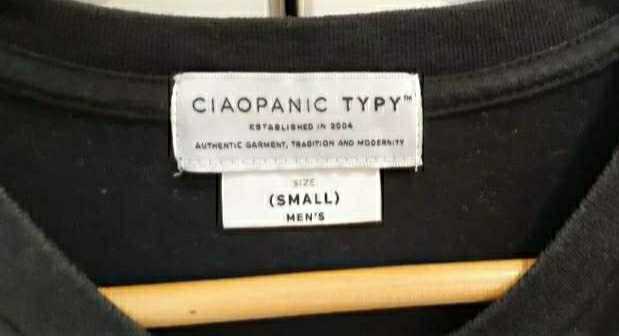 CIAOPANIC TYPY™
ESTABLISHED IN 2004
AUTHENTIC GARMENT, TRADITION AND MODERNITY
SIZE
(SMALL)
MEN'S